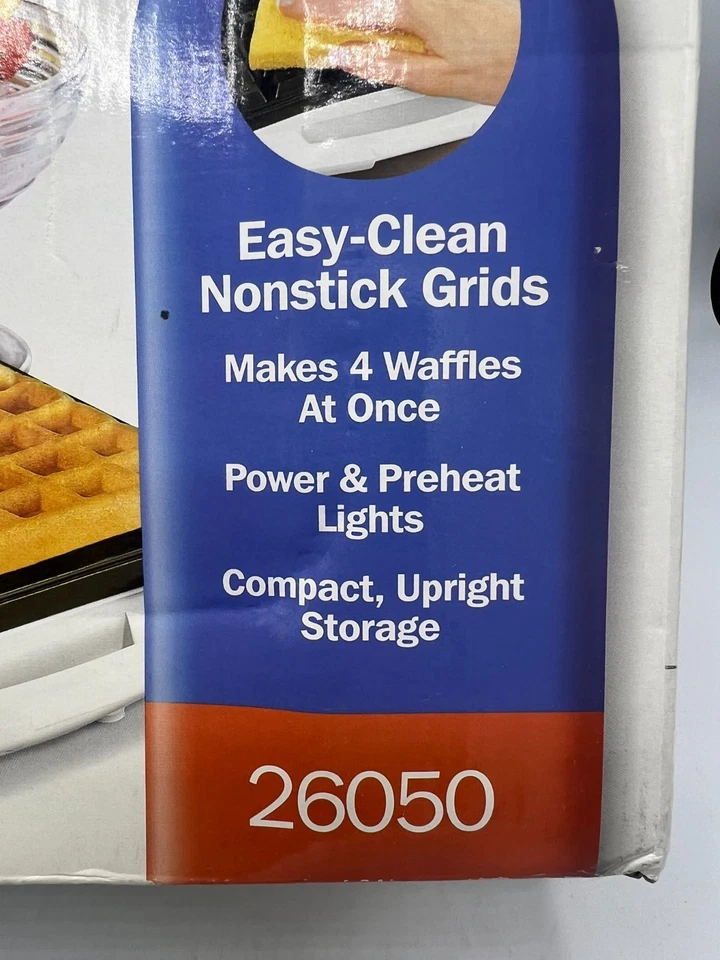 Easy-Clean
Nonstick Grids
Makes 4 Waffles
At Once
Power & Preheat
Lights
Compact, Upright
Storage
26050